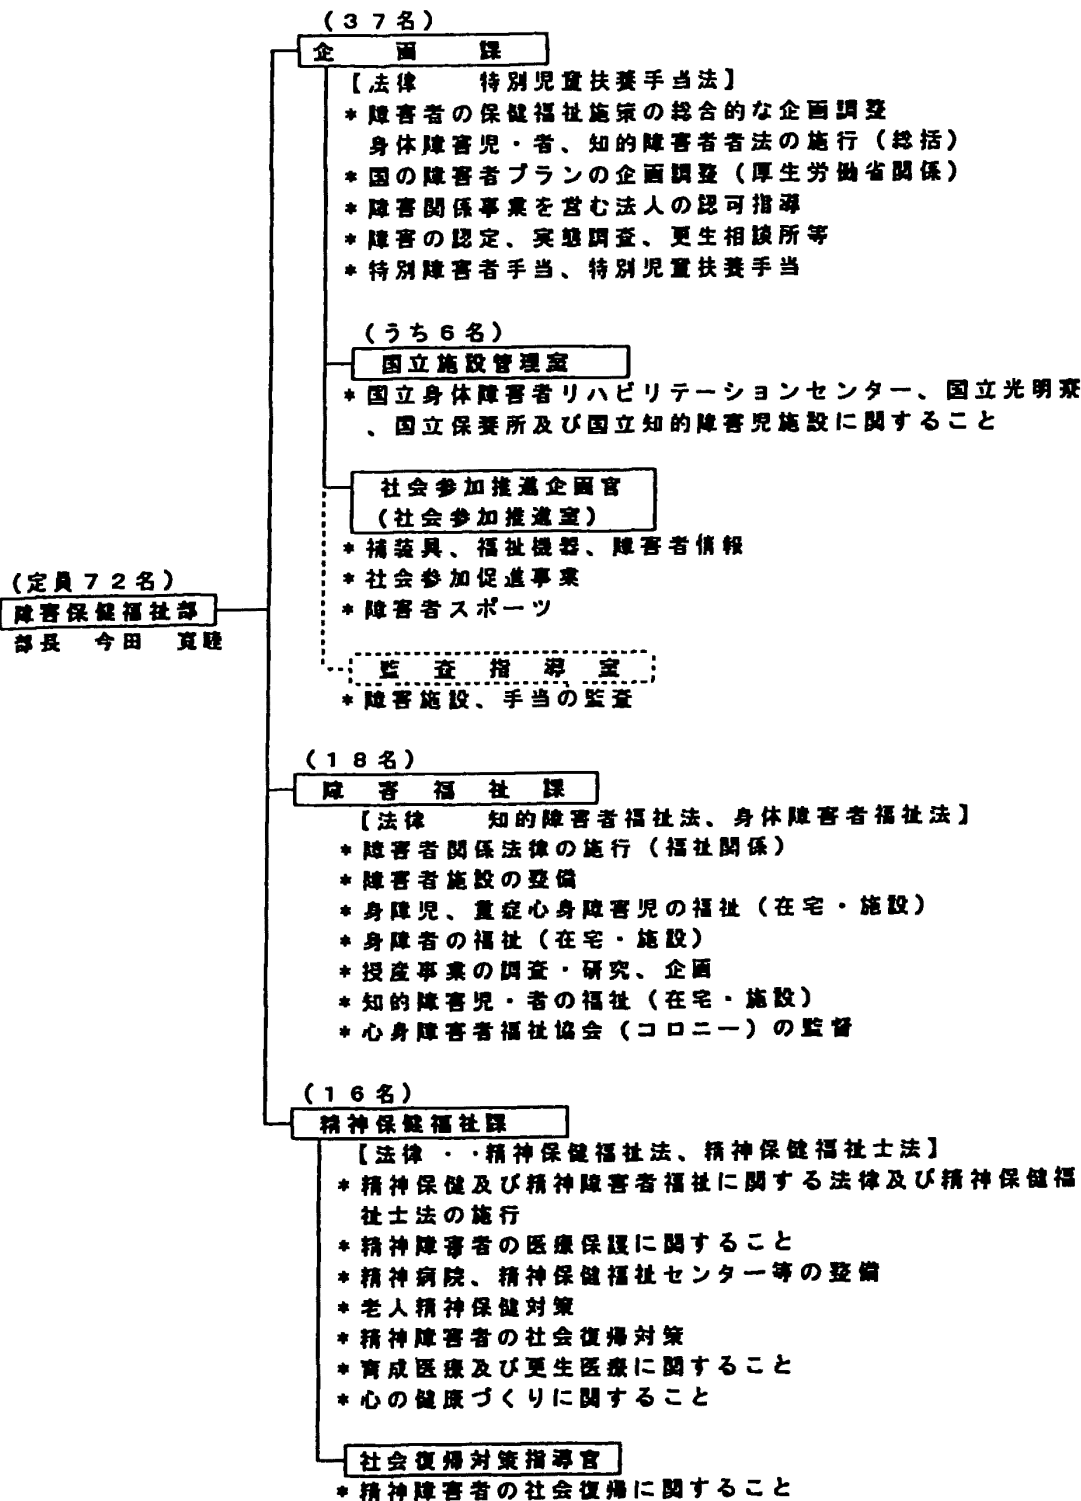 (37名)
企画課
[法律　特別児童扶養手当法]
*障害者の保健福祉施策の総合的な企画調整
身体障害児・者、知的障害者者法の施行(総括)
*国の障害者プランの企画調整(厚生労働省関係)
*障害関係事業を営む法人の認可指導
*障害の認定、実態調査、更生相談所等
*特別障害者手当、特別児童扶養手当
(うち6名)
国立施設管理室
*国立身体障害者リハビリテーションセンター、国立光明寮
、国立保養所及び国立知的障害児施設に関すること
社会参加推進企画官
(社会参加推進室)
*補装具、福祉機器、障害者情報
*社会参加促進事業
*障害者スポーツ
(定員72名)
障害保健福祉部
部長　今田　寛睦
監査指導室
*障害施設、手当の監査
(18名)
障害福祉課
[法律　知的障害者福祉法、身体障害者福祉法]
*障害者関係法律の施行(福祉関係)
*障害者施設の整備
*身障児、重症心身障害児の福祉(在宅・施設)
*身障者の福祉(在宅・施設)
*授産事業の調査・研究、企画
*知的障害児・者の福祉(在宅・施設)
*心身障害者福祉協会(コロニー)の監督
(16名)
精神保健福祉課
[法律・・精神保健福祉法、精神保健福祉士法]
*精神保健及び精神障害者福祉に関する法律及び精神保健福
祉士法の施行
*精神障害者の医療保護に関すること
*精神病院、精神保健福祉センター等の整備
*老人精神保健対策
*精神障害者の社会復帰対策
*育成医療及び更生医療に関すること
*心の健康づくりに関すること
社会復帰対策指導官
*精神障害者の社会復帰に関すること